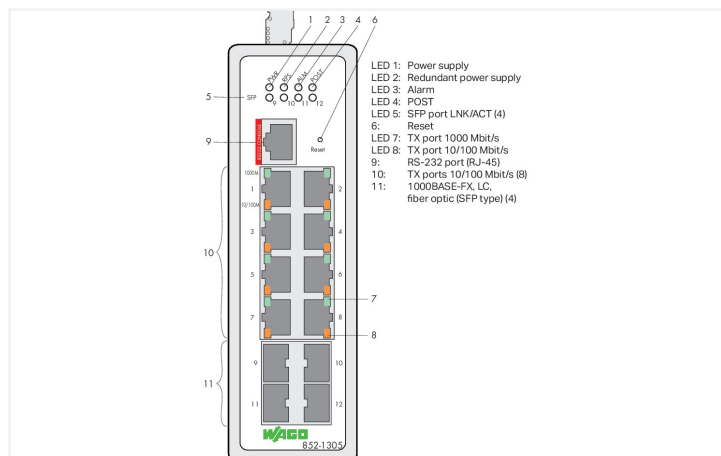 1 2 3 4 6
PWR RPS ALM POST
5 SFP 9 10 11 12
9 RS232-CONSOLE Reset
1000M
1 2
10/100M
3 4
10
5 6
7
7 8
8
9 10
11
11 12
WAGO
852-1305
LED 1: Power supply
LED 2: Redundant power supply
LED 3: Alarm
LED 4: POST
LED 5: SFP port LNK/ACT (4)
6: Reset
LED 7: TX port 1000 Mbit/s
LED 8: TX port 10/100 Mbit/s
9: RS-232 port (RJ-45)
10: TX ports 10/100 Mbit/s (8)
11: 1000BASE-FX, LC,
fiber optic (SFP type) (4)